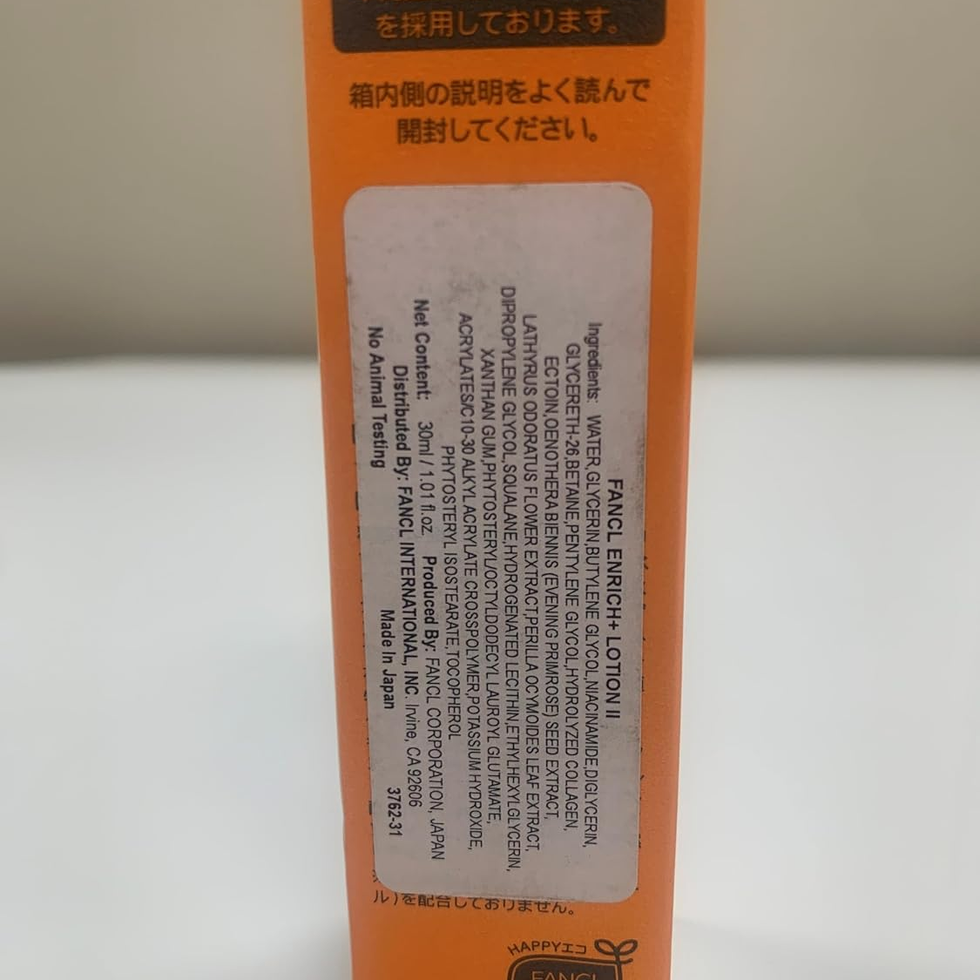 を採用しております。
箱内側の説明をよく読んで
開封してください。
FANCL ENRICH+ LOTION II
Ingredients: WATER,GLYCERIN,BUTYLENE GLYCOL,NIACINAMIDE,DIGLYCERIN,
GLYCERETH-26,BETAINE,PENTYLENE GLYCOL,HYDROLYZED COLLAGEN,
ECTOIN,OENOTHERA BIENNIS (EVENING PRIMROSE) SEED EXTRACT,
LATHYRUS ODORATUS FLOWER EXTRACT,PERILLA OCYMOIDES LEAF EXTRACT,
DIPROPYLENE GLYCOL,SQUALANE,HYDROGENATED LECITHIN,ETHYLHEXYLGLYCERIN,
XANTHAN GUM,PHYTOSTERYL/OCTYLDODECYL LAUROYL GLUTAMATE,
ACRYLATES/C10-30 ALKYL ACRYLATE CROSSPOLYMER,POTASSIUM HYDROXIDE,
PHYTOSTERYL ISOSTEARATE,TOCOPHEROL
Net Content: 30ml / 1.01 fl.oz. Produced By: FANCL CORPORATION, JAPAN
Distributed By: FANCL INTERNATIONAL, INC. Irvine, CA 92606
No Animal Testing Made In Japan 3762-31
ル)を配合しておりません。
HAPPYエコ
FANCL